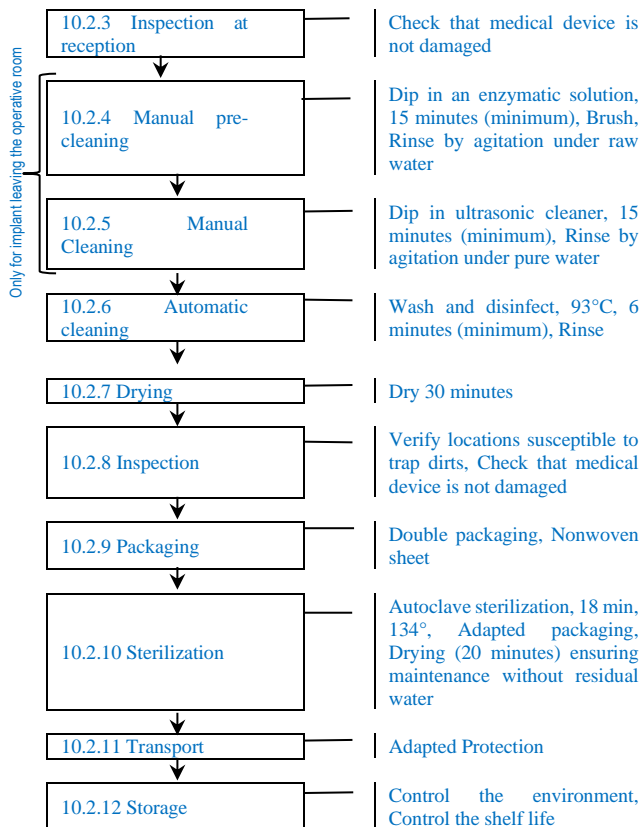 10.2.3 Inspection at
reception
Check that medical device is
not damaged
Only for implant leaving the operative room
10.2.4 Manual pre-
cleaning
Dip in an enzymatic solution,
15 minutes (minimum), Brush,
Rinse by agitation under raw
water
10.2.5 Manual
Cleaning
Dip in ultrasonic cleaner, 15
minutes (minimum), Rinse by
agitation under pure water
10.2.6 Automatic
cleaning
Wash and disinfect, 93°C, 6
minutes (minimum), Rinse
10.2.7 Drying
Dry 30 minutes
10.2.8 Inspection
Verify locations susceptible to
trap dirts, Check that medical
device is not damaged
10.2.9 Packaging
Double packaging, Nonwoven
sheet
10.2.10 Sterilization
Autoclave sterilization, 18 min,
134°, Adapted packaging,
Drying (20 minutes) ensuring
maintenance without residual
water
10.2.11 Transport
Adapted Protection
10.2.12 Storage
Control the environment,
Control the shelf life